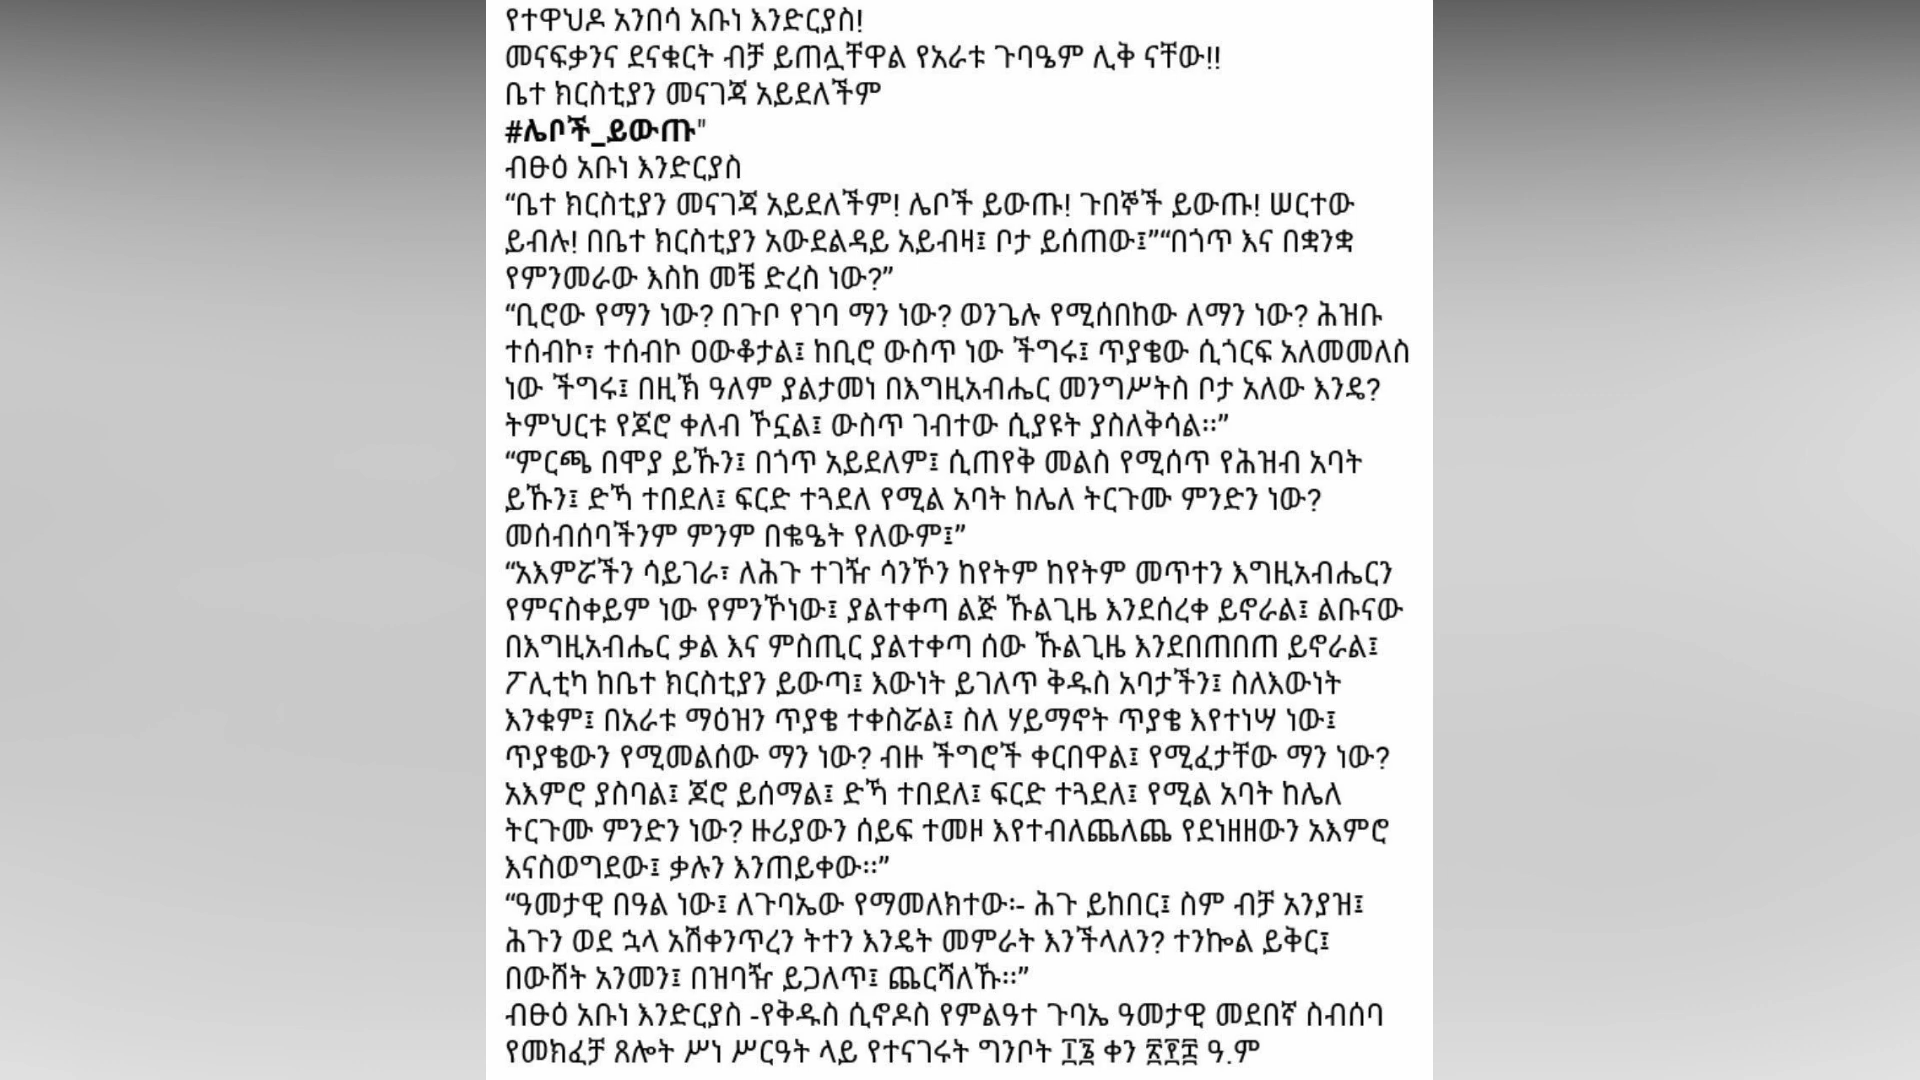 የተዋህዶ አንበሳ አቡነ እንድርያስ!
መናፍቃንና ደናቁርት ብቻ ይጠሏቸዋል የአራቱ ጉባዔም ሊቅ ናቸው!!
ቤተ ክርስቲያን መናገጃ አይደለችም
#ሌቦች_ይውጡ"
ብፁዕ አቡነ እንድርያስ
“ቤተ ክርስቲያን መናገጃ አይደለችም! ሌቦች ይውጡ! ጉበኞች ይውጡ! ሠርተው
ይብሉ! በቤተ ክርስቲያን አውደልዳይ አይብዛ፤ ቦታ ይሰጠው፤”“በጎጥ እና በቋንቋ
የምንመራው እስከ መቼ ድረስ ነው?”
“ቢሮው የማን ነው? በጉቦ የገባ ማን ነው? ወንጌሉ የሚሰበከው ለማን ነው? ሕዝቡ
ተሰብኮ፣ ተሰብኮ ዐውቆታል፤ ከቢሮ ውስጥ ነው ችግሩ፤ ጥያቄው ሲጎርፍ አለመመለስ
ነው ችግሩ፤ በዚኽ ዓለም ያልታመነ በእግዚአብሔር መንግሥትስ ቦታ አለው እንዴ?
ትምህርቱ የጆሮ ቀለብ ኾኗል፤ ውስጥ ገብተው ሲያዩት ያስለቅሳል።”
“ምርጫ በሞያ ይኹን፤ በጎጥ አይደለም፤ ሲጠየቅ መልስ የሚሰጥ የሕዝብ አባት
ይኹን፤ ድኻ ተበደለ፤ ፍርድ ተጓደለ የሚል አባት ከሌለ ትርጉሙ ምንድን ነው?
መሰብሰባችንም ምንም በቈዔት የለውም፤”
“አእምሯችን ሳይገራ፣ ለሕጉ ተገዥ ሳንኾን ከየትም ከየትም መጥተን እግዚአብሔርን
የምናስቀይም ነው የምንኾነው፤ ያልተቀጣ ልጅ ኹልጊዜ እንደሰረቀ ይኖራል፤ ልቡናው
በእግዚአብሔር ቃል እና ምስጢር ያልተቀጣ ሰው ኹልጊዜ እንደበጠበጠ ይኖራል፤
ፖሊቲካ ከቤተ ክርስቲያን ይውጣ፤ እውነት ይገለጥ ቅዱስ አባታችን፤ ስለእውነት
እንቁም፤ በአራቱ ማዕዝን ጥያቄ ተቀስሯል፤ ስለ ሃይማኖት ጥያቄ እየተነሣ ነው፤
ጥያቄውን የሚመልሰው ማን ነው? ብዙ ችግሮች ቀርበዋል፤ የሚፈታቸው ማን ነው?
አእምሮ ያስባል፤ ጆሮ ይሰማል፤ ድኻ ተበደለ፤ ፍርድ ተጓደለ፤ የሚል አባት ከሌለ
ትርጉሙ ምንድን ነው? ዙሪያውን ሰይፍ ተመዞ እየተብለጨለጨ የደነዘዘውን አእምሮ
እናስወግደው፤ ቃሉን እንጠይቀው።”
“ዓመታዊ በዓል ነው፤ ለጉባኤው የማመለክተው፡- ሕጉ ይከበር፤ ስም ብቻ አንያዝ፤
ሕጉን ወደ ኋላ አሽቀንጥረን ትተን እንዴት መምራት እንችላለን? ተንኰል ይቅር፤
በውሸት አንመን፤ በዝባዥ ይጋለጥ፤ ጨርሻለኹ።”
ብፁዕ አቡነ እንድርያስ -የቅዱስ ሲኖዶስ የምልዓተ ጉባኤ ዓመታዊ መደበኛ ስብሰባ
የመክፈቻ ጸሎት ሥነ ሥርዓት ላይ የተናገሩት ግንቦት ፲፮ ቀን ፳፻፰ ዓ.ም